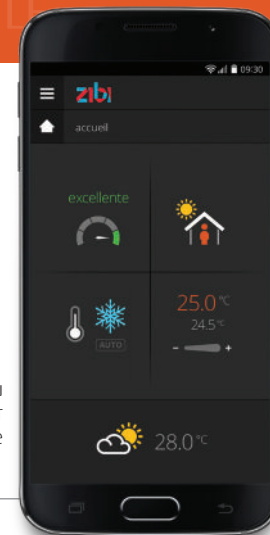 09:30
zibi
accueil
excellente
25.0 °C
24.5 °C
AUTO
- +
28.0 °C